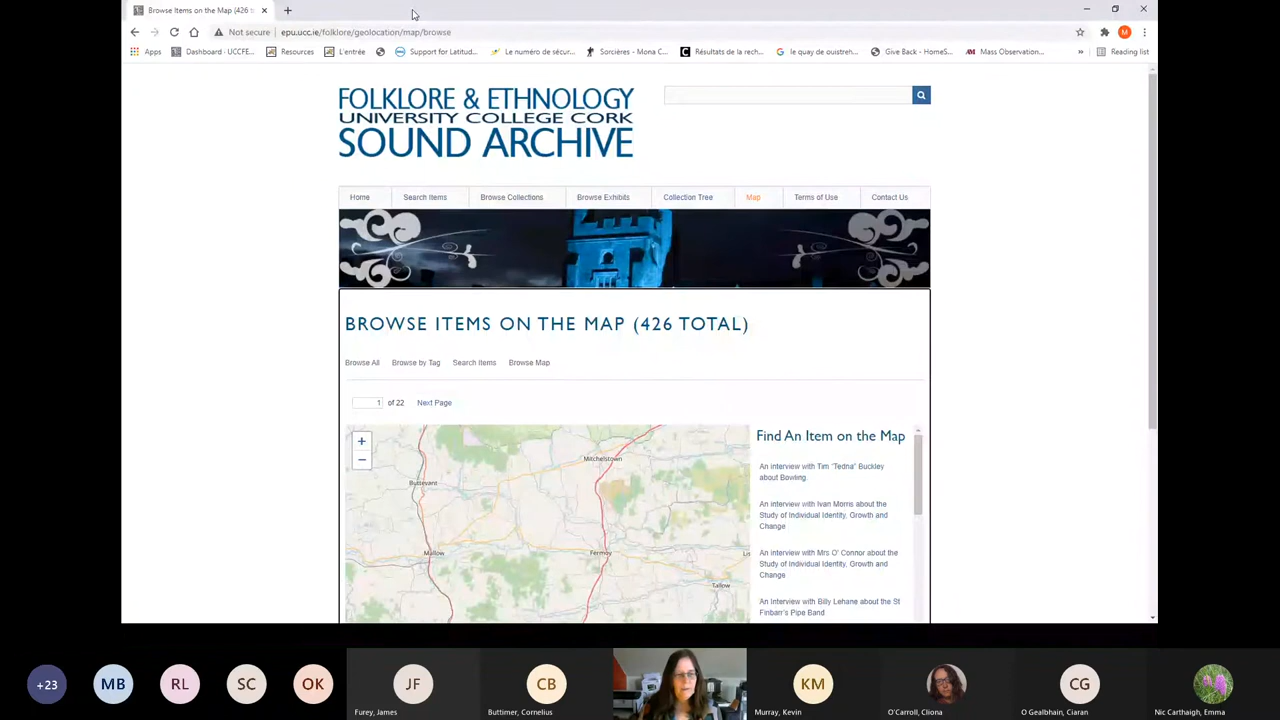 Browse Items on the Map (426 t
Not secure
epu.ucc.ie/folklore/geolocation/map/browse
Apps
Dashboard - UCCFE...
Resources
L'entrée
Support for Latitud...
Le numéro de sécur...
Sorcières - Mona C...
Résultats de la rech...
le quay de ouistreh...
Give Back - HomeS...
Mass Observation...
»
Reading list
FOLKLORE & ETHNOLOGY
UNIVERSITY COLLEGE CORK
SOUND ARCHIVE
Home
Search Items
Browse Collections
Browse Exhibits
Collection Tree
Map
Terms of Use
Contact Us
BROWSE ITEMS ON THE MAP (426 TOTAL)
Browse All
Browse by Tag
Search Items
Browse Map
1 of 22
Next Page
+
−
Mitchelstown
Buttevant
Mallow
Fermoy
Lis
Tallow
Find An Item on the Map
An interview with Tim 'Tedna' Buckley
about Bowling
An interview with Ivan Morris about the
Study of Individual Identity, Growth and
Change
An interview with Mrs O' Connor about the
Study of Individual Identity, Growth and
Change
An Interview with Billy Lehane about the St
Finbarr's Pipe Band
+23
MB
RL
SC
OK
JF
Furey, James
CB
Buttimer, Cornelius
KM
Murray, Kevin
O'Carroll, Cliona
CG
O Gealbhain, Ciaran
Nic Carthaigh, Emma
M